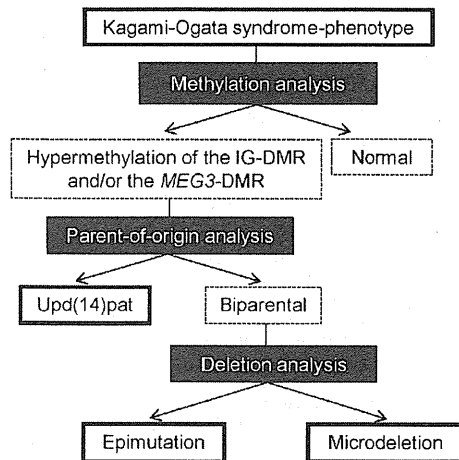 Kagami-Ogata syndrome-phenotype
Methylation analysis
Hypermethylation of the IG-DMR
and/or the MEG3-DMR
Normal
Parent-of-origin analysis
Upd(14)pat
Biparental
Deletion analysis
Epimutation
Microdeletion